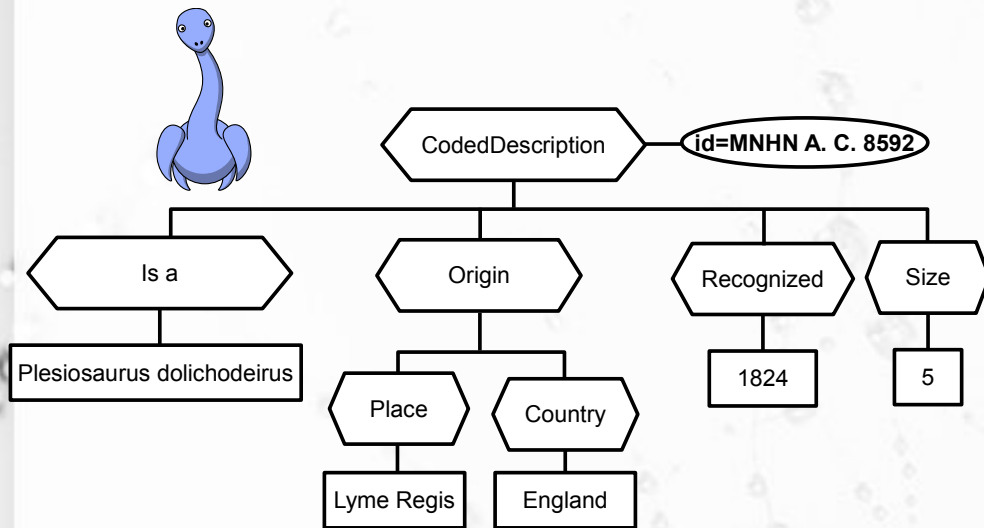 CodedDescription
id=MNHN A. C. 8592
Is a
Origin
Recognized
Size
Plesiosaurus dolichodeirus
Place
Country
1824
5
Lyme Regis
England